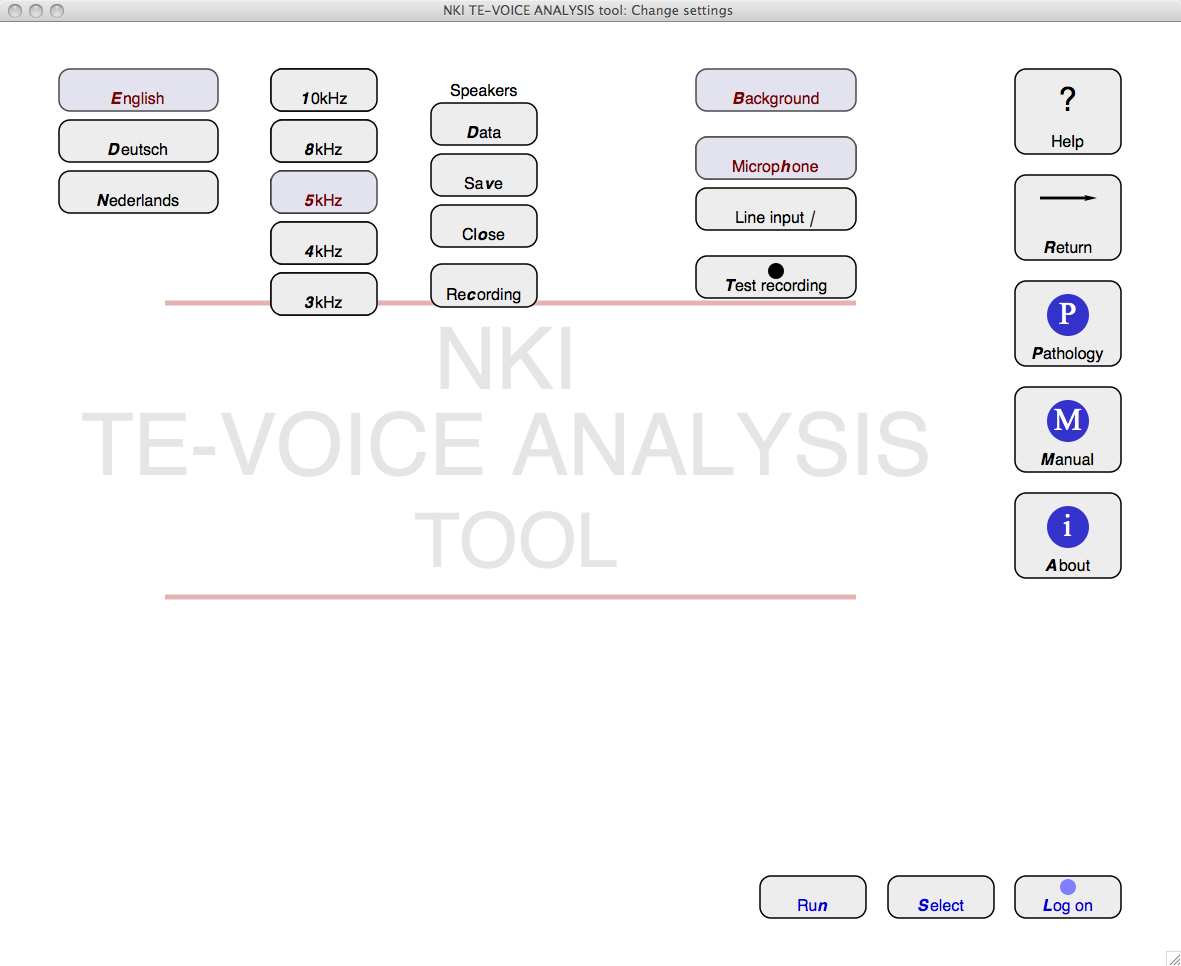 NKI TE-VOICE ANALYSIS tool: Change settings
English
Deutsch
Nederlands
10kHz
8kHz
5kHz
4kHz
3kHz
Speakers
Data
Save
Close
Recording
Background
Microphone
Line input /
Test recording
?
Help
Return
P
Pathology
M
Manual
i
About
NKI
TE-VOICE ANALYSIS
TOOL
Run
Select
Log on